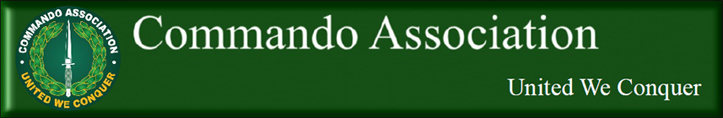 COMMANDO ASSOCIATION
UNITED WE CONQUER
Commando Association
United We Conquer